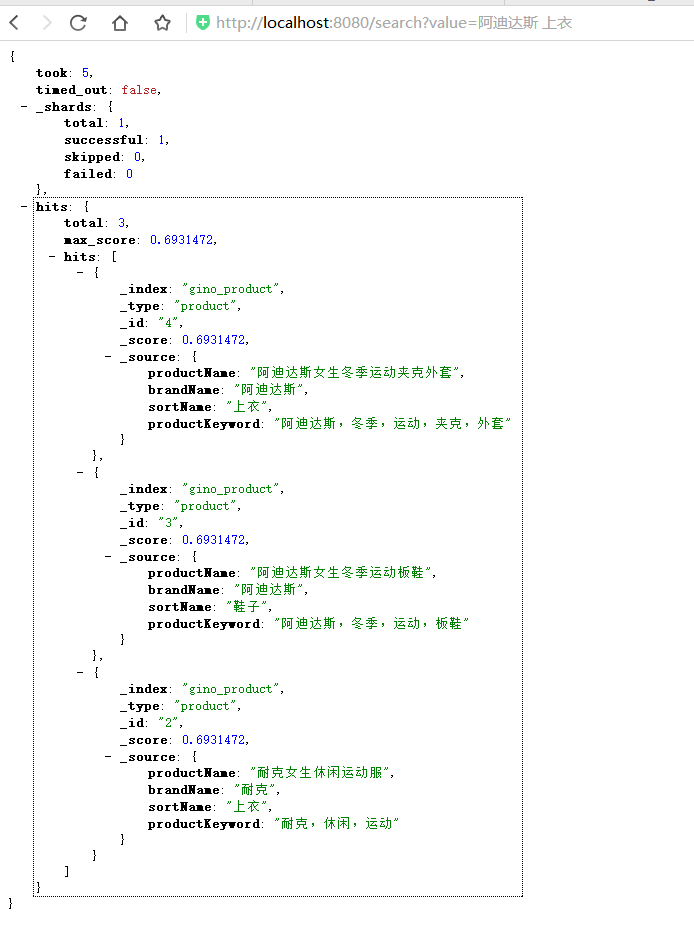 http://localhost:8080/search?value=阿迪达斯 上衣
{
took: 5,
timed_out: false,
- _shards: {
total: 1,
successful: 1,
skipped: 0,
failed: 0
},
- hits: {
total: 3,
max_score: 0.6931472,
- hits: [
- {
_index: "gino_product",
_type: "product",
_id: "4",
_score: 0.6931472,
- _source: {
productName: "阿迪达斯女生冬季运动夹克外套",
brandName: "阿迪达斯",
sortName: "上衣",
productKeyword: "阿迪达斯，冬季，运动，夹克，外套"
}
},
- {
_index: "gino_product",
_type: "product",
_id: "3",
_score: 0.6931472,
- _source: {
productName: "阿迪达斯女生冬季运动板鞋",
brandName: "阿迪达斯",
sortName: "鞋子",
productKeyword: "阿迪达斯，冬季，运动，板鞋"
}
},
- {
_index: "gino_product",
_type: "product",
_id: "2",
_score: 0.6931472,
- _source: {
productName: "耐克女生休闲运动服",
brandName: "耐克",
sortName: "上衣",
productKeyword: "耐克，休闲，运动"
}
}
]
}
}